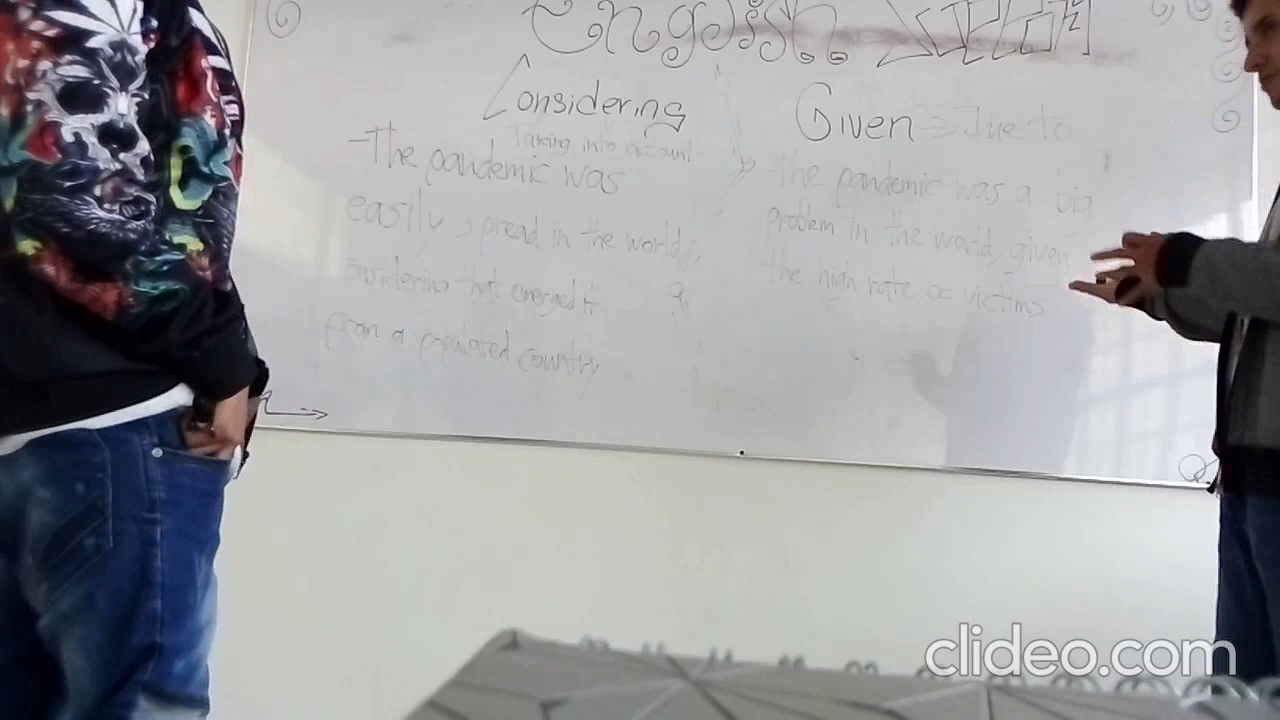 English
Considering
Taking into account
-The pandemic was
easily spread in the world,
considering that emerged it
from a populated country
Given => Due to
-the pandemic was a big
problem in the world, given
the high rate of victims
clideo.com